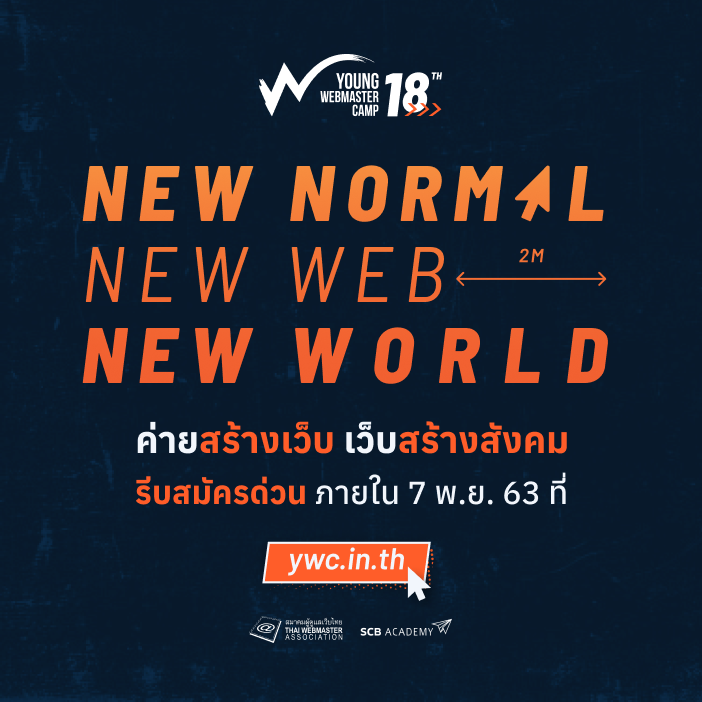 YOUNG
WEBMASTER
CAMP
18TH
NEW NORMAL
NEW WEB
2M
NEW WORLD
ค่ายสร้างเว็บ เว็บสร้างสังคม
รีบสมัครด่วน ภายใน 7 พ.ย. 63 ที่
ywc.in.th
สมาคมผู้ดูแลเว็บไทย
THAI WEBMASTER
ASSOCIATION
SCB ACADEMY